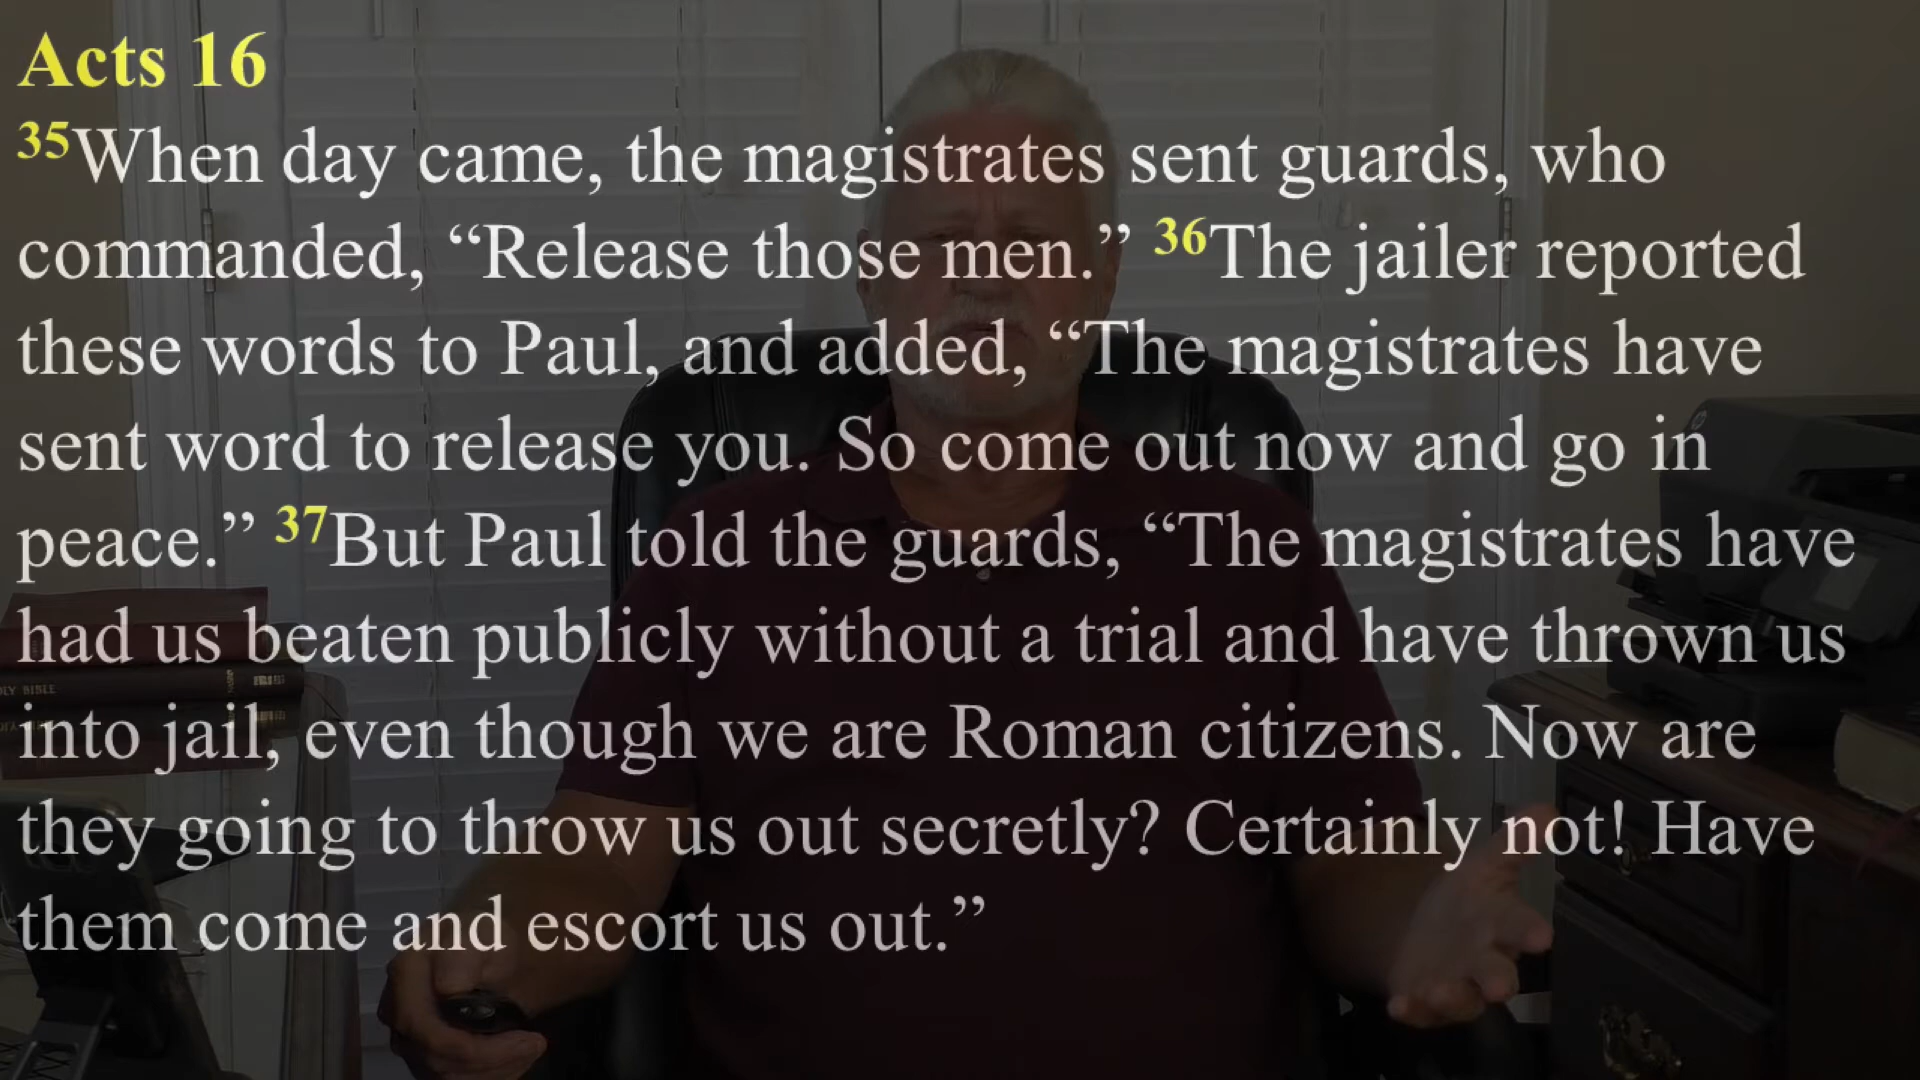 Acts 16
35When day came, the magistrates sent guards, who
commanded, “Release those men.” 36The jailer reported
these words to Paul, and added, “The magistrates have
sent word to release you. So come out now and go in
peace.” 37But Paul told the guards, “The magistrates have
had us beaten publicly without a trial and have thrown us
into jail, even though we are Roman citizens. Now are
they going to throw us out secretly? Certainly not! Have
them come and escort us out.”
OLY BIBLE